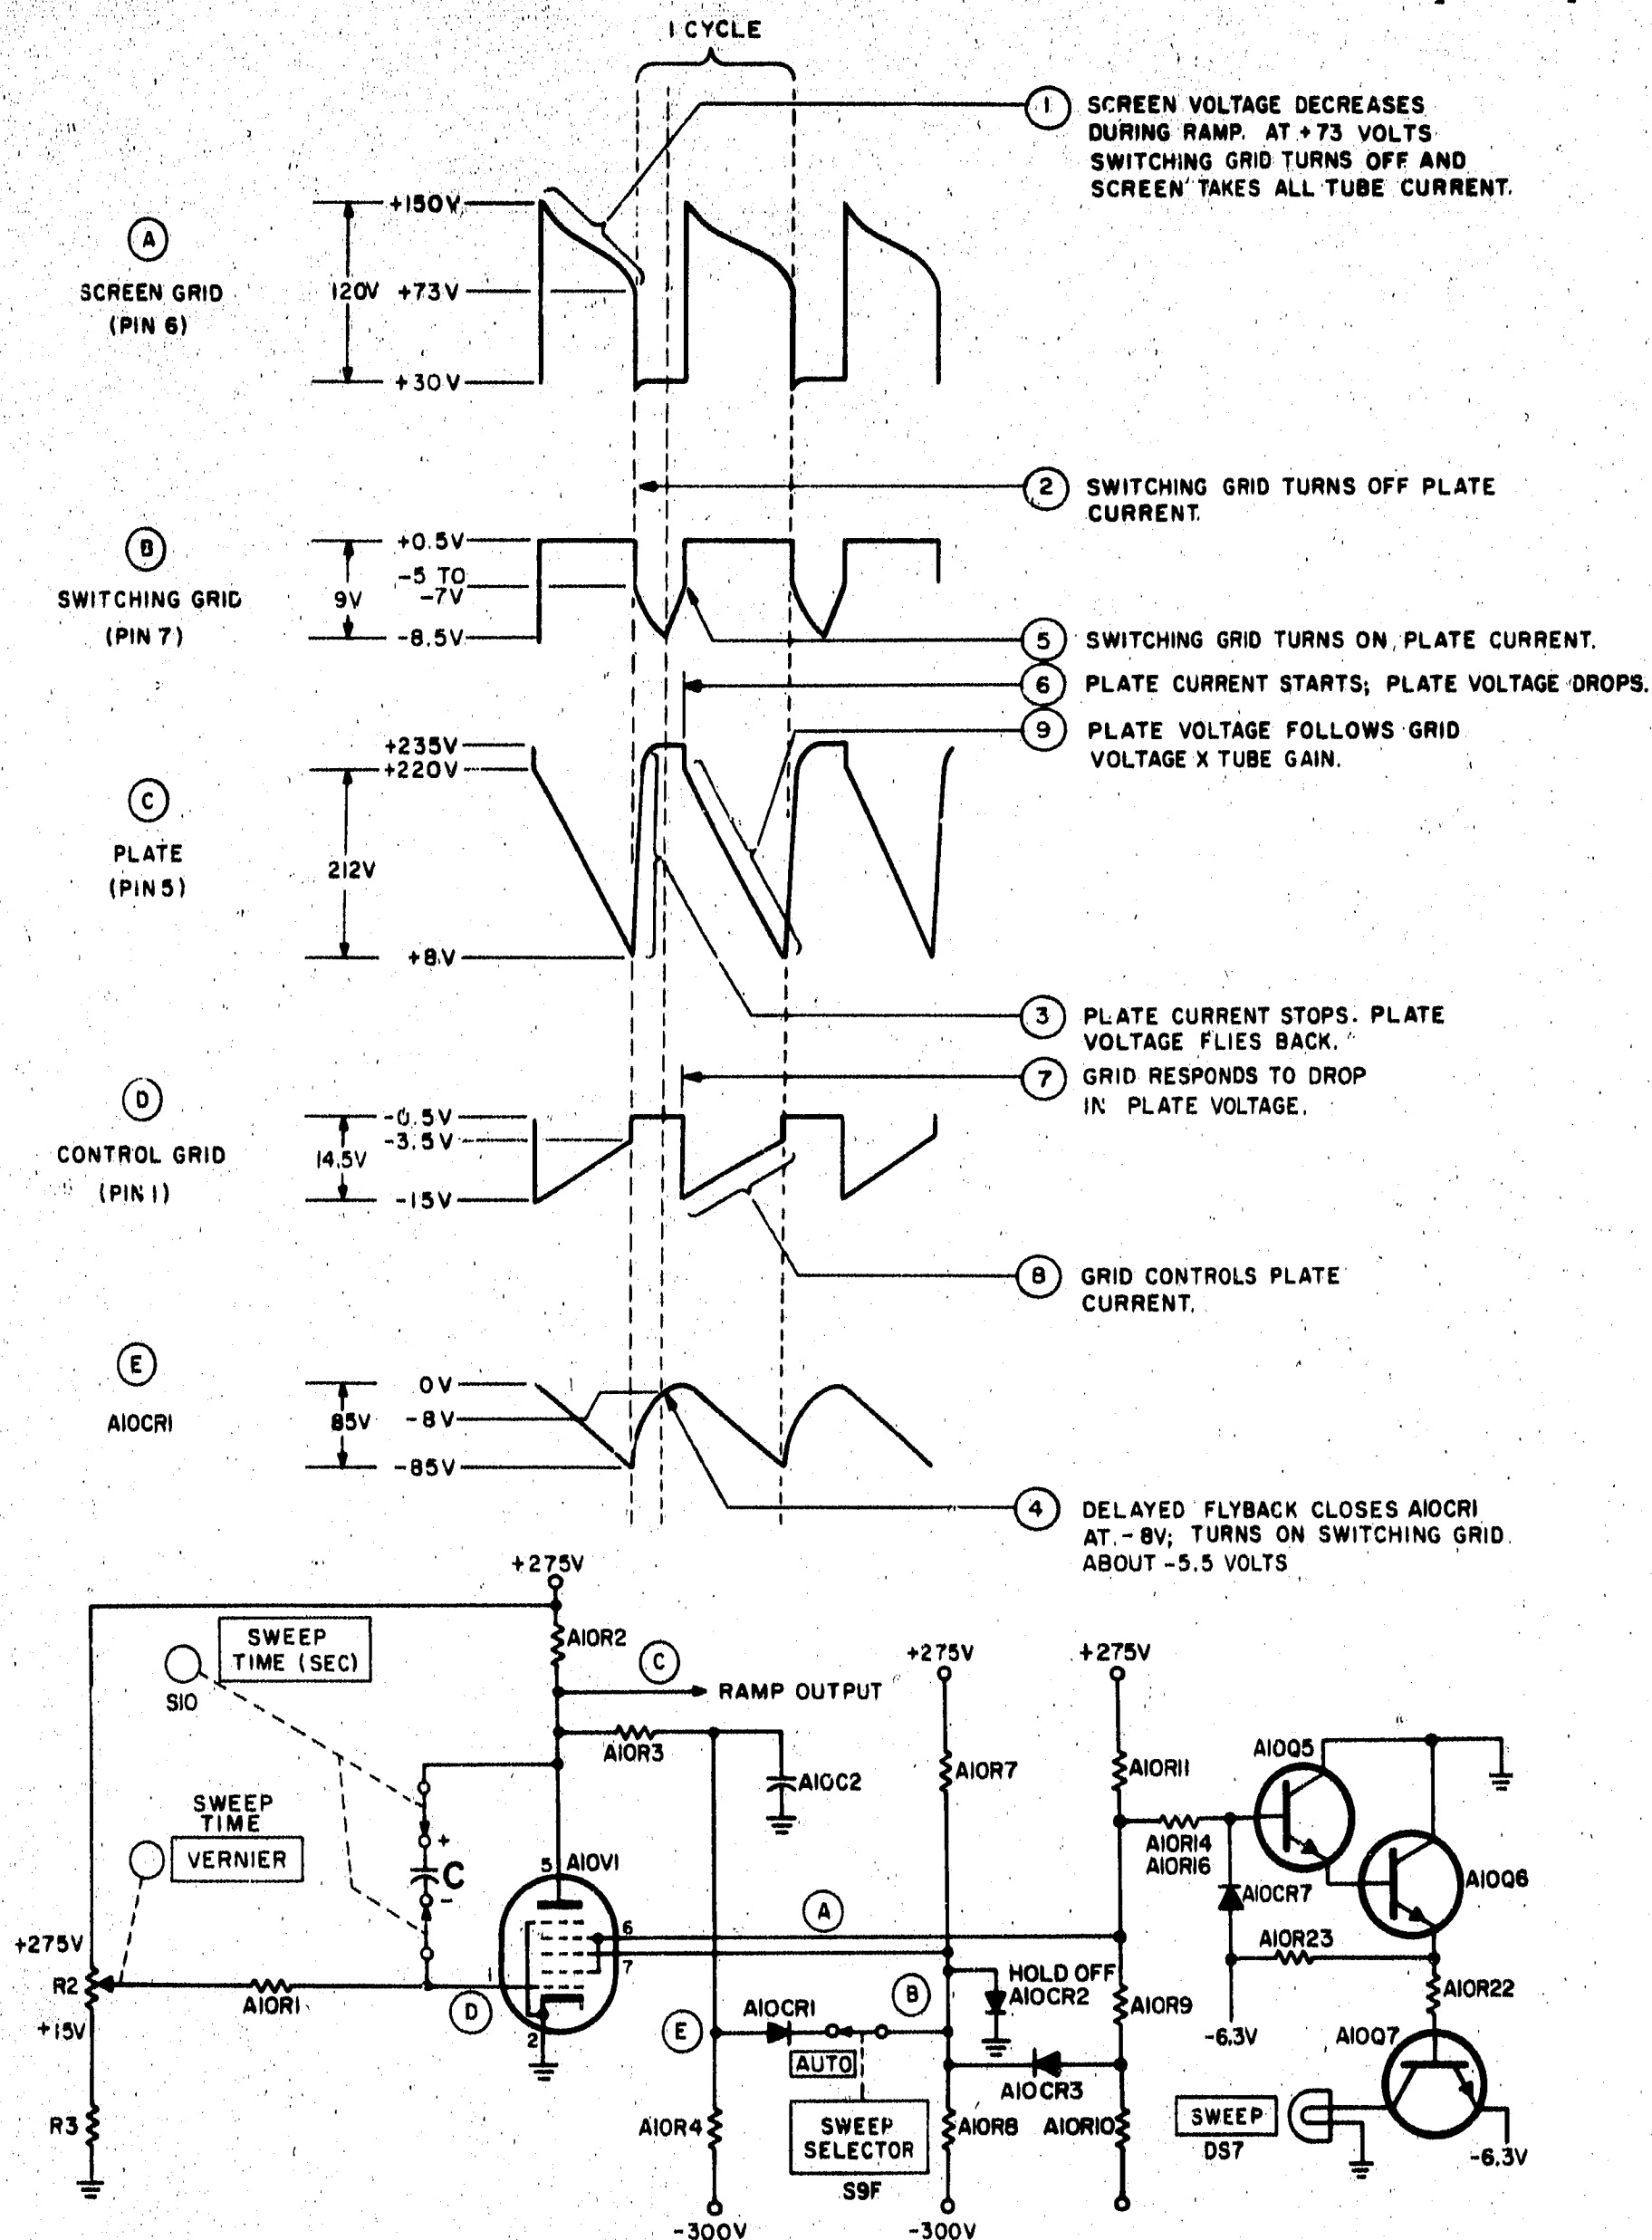 1 CYCLE
1
SCREEN VOLTAGE DECREASES
DURING RAMP. AT +73 VOLTS
SWITCHING GRID TURNS OFF AND
SCREEN TAKES ALL TUBE CURRENT.
A
SCREEN GRID
(PIN 6)
+150V
120V
+73V
+30V
2
SWITCHING GRID TURNS OFF PLATE
CURRENT.
B
SWITCHING GRID
(PIN 7)
+0.5V
-5 TO
-7V
9V
-8.5V
5
SWITCHING GRID TURNS ON PLATE CURRENT.
6
PLATE CURRENT STARTS; PLATE VOLTAGE DROPS.
9
PLATE VOLTAGE FOLLOWS GRID
VOLTAGE X TUBE GAIN.
C
PLATE
(PIN 5)
+235V
+220V
212V
+8V
3
PLATE CURRENT STOPS. PLATE
VOLTAGE FLIES BACK.
7
GRID RESPONDS TO DROP
IN PLATE VOLTAGE.
D
CONTROL GRID
(PIN 1)
-0.5V
-3.5V
14.5V
-15V
8
GRID CONTROLS PLATE
CURRENT.
E
A10CR1
0V
-8V
85V
-85V
4
DELAYED FLYBACK CLOSES A10CR1
AT -8V; TURNS ON SWITCHING GRID
ABOUT -5.5 VOLTS
+275V
SWEEP
TIME (SEC)
S10
A10R2
C
RAMP OUTPUT
A10R3
A10C2
+275V
A10R7
+275V
A10R11
A10Q5
A10R14
A10R16
A10CR7
A10Q6
A10R23
A10R22
-6.3V
A10Q7
SWEEP
TIME
VERNIER
+
C
-
5
A10V1
6
7
1
2
A
B
D
E
+275V
R2
+15V
A10R1
R3
A10CR1
AUTO
HOLD OFF
A10CR2
A10R9
A10CR3
A10R4
SWEEP
SELECTOR
S9F
A10R8
A10R10
SWEEP
DS7
-6.3V
-300V
-300V